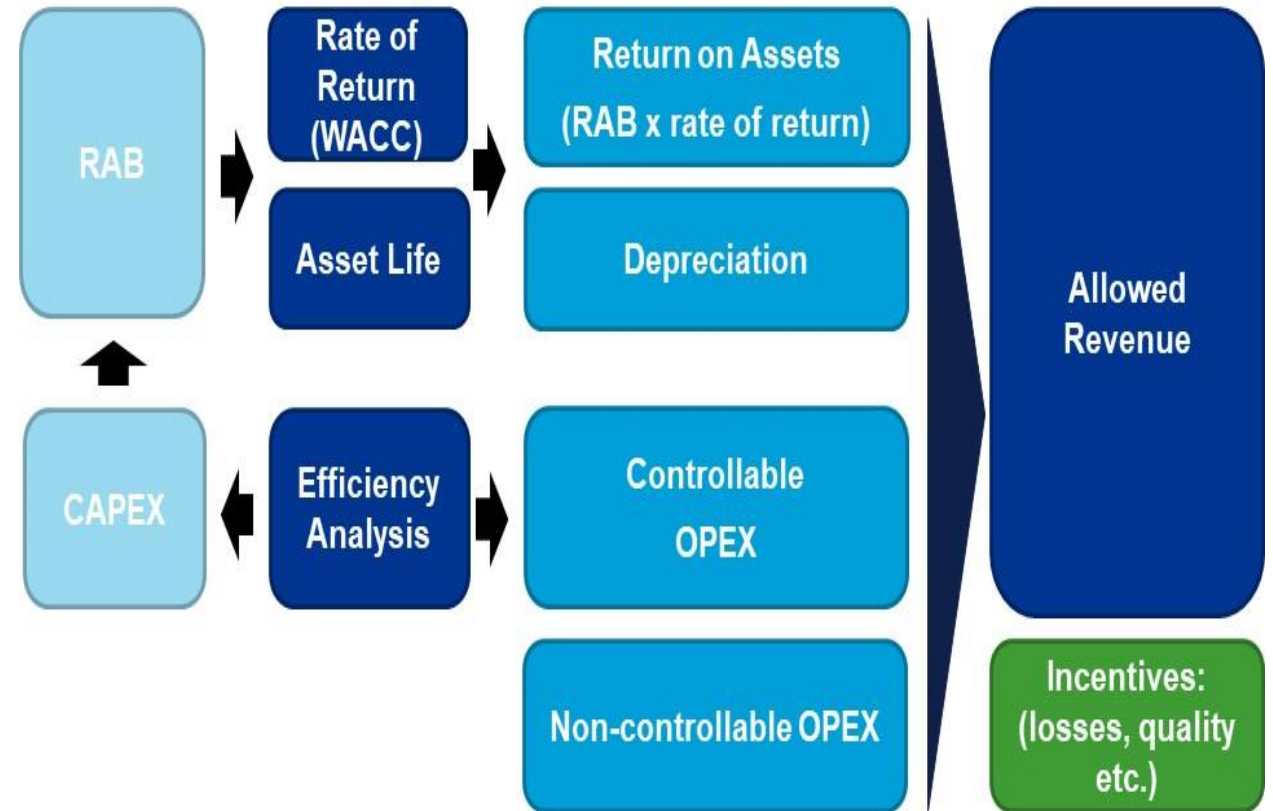 RAB
Rate of
Return
(WACC)
Asset Life
Return on Assets
(RAB x rate of return)
Depreciation
CAPEX
Efficiency
Analysis
Controllable
OPEX
Non-controllable OPEX
Allowed
Revenue
Incentives:
(losses, quality
etc.)